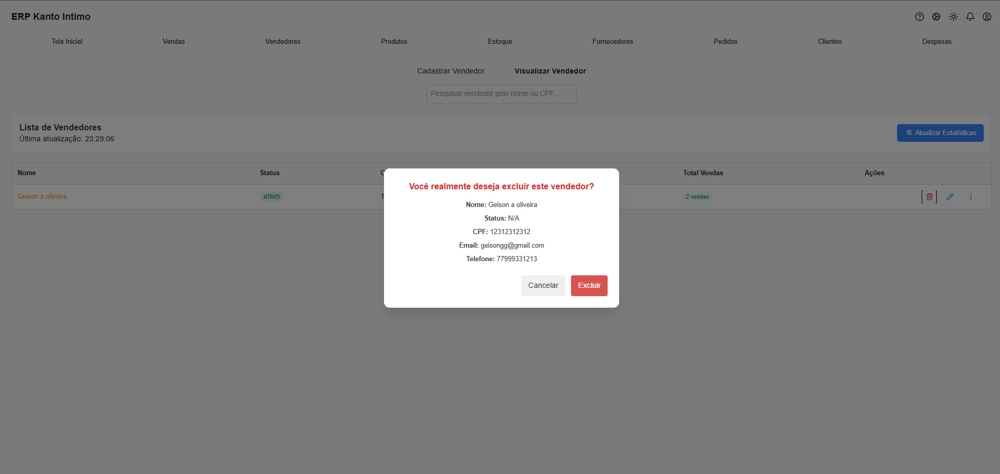 ERP Kanto Intimo
Tela Inicial Vendas Vendedores Produtos Estoque Fornecedores Pedidos Clientes Despesas
Cadastrar Vendedor Visualizar Vendedor
Pesquisar vendedor pelo nome ou CPF...
Lista de Vendedores
Última atualização: 23:29:06
Atualizar Estatísticas
Nome Status Total Vendas Ações
Geison a oliveira ATIVO 2 vendas
Você realmente deseja excluir este vendedor?
Nome: Geison a oliveira
Status: N/A
CPF: 12312312312
Email: geisongg@gmail.com
Telefone: 77999331213
Cancelar Excluir